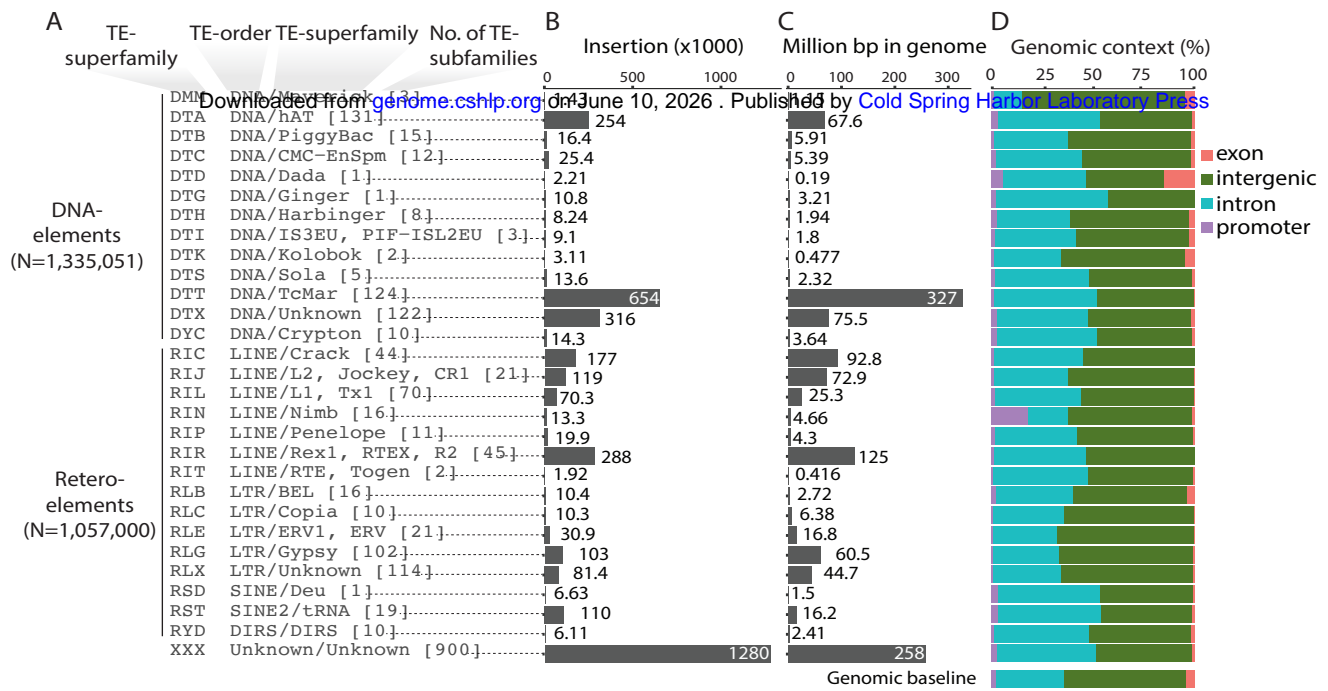 A B C D
TE-superfamily TE-order TE-superfamily No. of TE-subfamilies Insertion (x1000) Million bp in genome Genomic context (%)
0 500 1000 0 100 200 300 0 25 50 75 100
DMM DNA/Maverick [3] 1.43 1.15
Downloaded from genome.cshlp.org on June 10, 2026 . Published by Cold Spring Harbor Laboratory Press
DTA DNA/hAT [131] 254 67.6
DTB DNA/PiggyBac [15] 16.4 5.91
DTC DNA/CMC-EnSpm [12] 25.4 5.39
DTD DNA/Dada [1] 2.21 0.19
DTG DNA/Ginger [1] 10.8 3.21
DTH DNA/Harbinger [8] 8.24 1.94
DTI DNA/IS3EU, PIF-ISL2EU [3] 9.1 1.8
DTK DNA/Kolobok [2] 3.11 0.477
DTS DNA/Sola [5] 13.6 2.32
DTT DNA/TcMar [124] 654 327
DTX DNA/Unknown [122] 316 75.5
DYC DNA/Crypton [10] 14.3 3.64
DNA-elements
(N=1,335,051)
RIC LINE/Crack [44] 177 92.8
RIJ LINE/L2, Jockey, CR1 [21] 119 72.9
RIL LINE/L1, Tx1 [70] 70.3 25.3
RIN LINE/Nimb [16] 13.3 4.66
RIP LINE/Penelope [11] 19.9 4.3
RIR LINE/Rex1, RTEX, R2 [45] 288 125
RIT LINE/RTE, Togen [2] 1.92 0.416
RLB LTR/BEL [16] 10.4 2.72
RLC LTR/Copia [10] 10.3 6.38
RLE LTR/ERV1, ERV [21] 30.9 16.8
RLG LTR/Gypsy [102] 103 60.5
RLX LTR/Unknown [114] 81.4 44.7
RSD SINE/Deu [1] 6.63 1.5
RST SINE2/tRNA [19] 110 16.2
RYD DIRS/DIRS [10] 6.11 2.41
Retero-elements
(N=1,057,000)
XXX Unknown/Unknown [900] 1280 258
Genomic baseline
exon
intergenic
intron
promoter